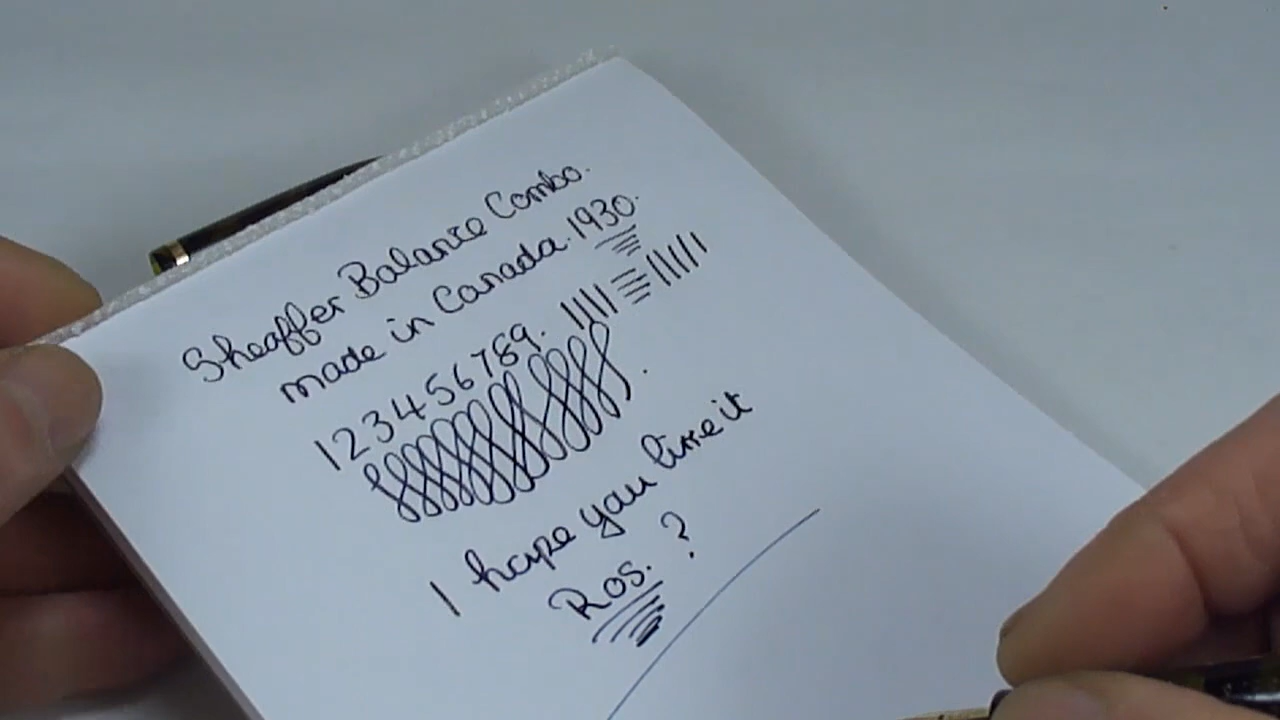 Sheaffer Balance Combo.
made in Canada. 1930.
123456789.
I hope you like it
Ros. ?